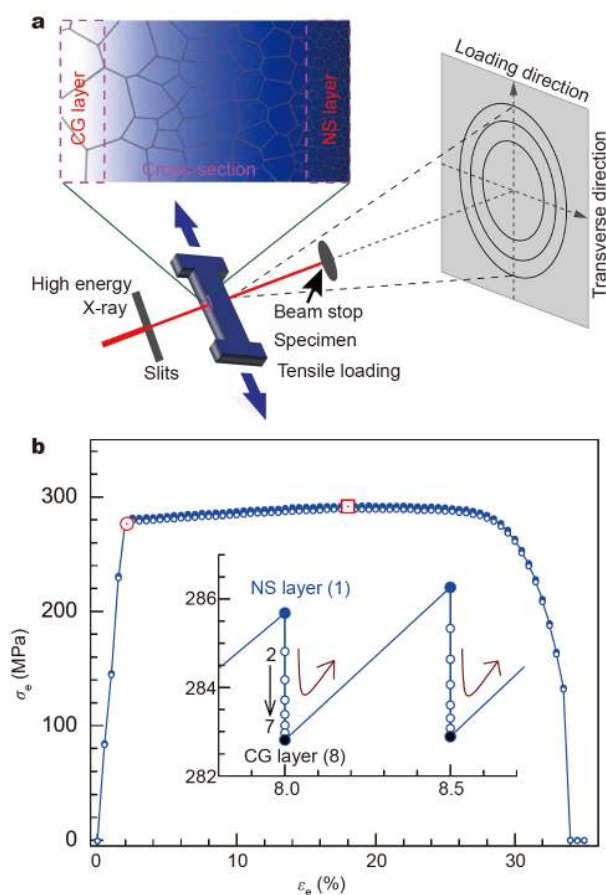 a
CG layer
Cross-section
NS layer
Loading direction
Transverse direction
High energy
X-ray
Slits
Beam stop
Specimen
Tensile loading
b
300
200
100
0
σe (MPa)
286
284
282
NS layer (1)
2
7
CG layer (8)
8.0
8.5
0
10
20
30
εe (%)